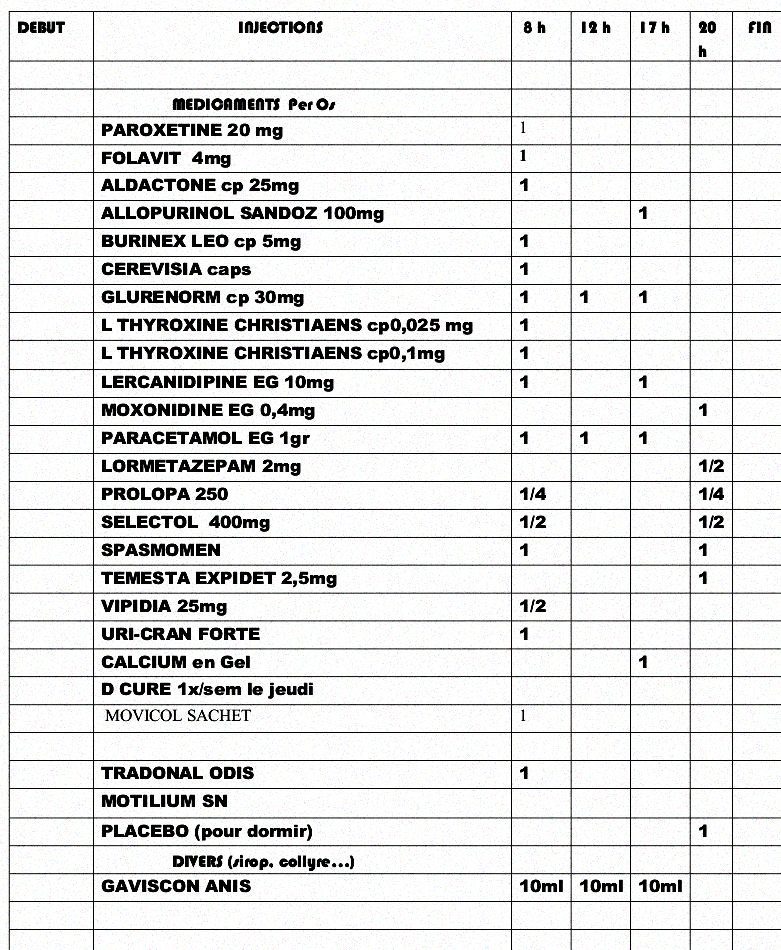 DEBUT INJECTIONS 8 h 12 h 17 h 20 h FIN
MEDICAMENTS Per Os
PAROXETINE 20 mg 1
FOLAVIT 4mg 1
ALDACTONE cp 25mg 1
ALLOPURINOL SANDOZ 100mg 1
BURINEX LEO cp 5mg 1
CEREVISIA caps 1
GLURENORM cp 30mg 1 1 1
L THYROXINE CHRISTIAENS cp0,025 mg 1
L THYROXINE CHRISTIAENS cp0,1mg 1
LERCANIDIPINE EG 10mg 1 1
MOXONIDINE EG 0,4mg 1
PARACETAMOL EG 1gr 1 1 1
LORMETAZEPAM 2mg 1/2
PROLOPA 250 1/4 1/4
SELECTOL 400mg 1/2 1/2
SPASMOMEN 1 1
TEMESTA EXPIDET 2,5mg 1
VIPIDIA 25mg 1/2
URI-CRAN FORTE 1
CALCIUM en Gel 1
D CURE 1x/sem le jeudi
MOVICOL SACHET 1
TRADONAL ODIS 1
MOTILIUM SN
PLACEBO (pour dormir) 1
DIVERS (sirop, collyre...)
GAVISCON ANIS 10ml 10ml 10ml